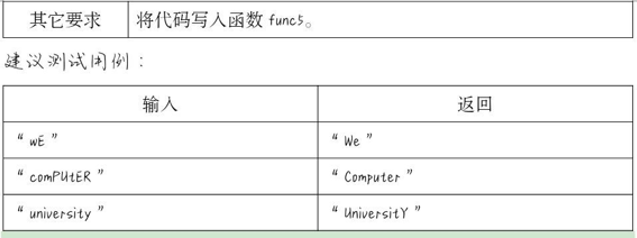 其它要求 将代码写入函数 func5。
建议测试用例：
输入 返回
“ wE ” “ We ”
“ comPUtER ” “ Computer ”
“ university ” “ UniversitY ”